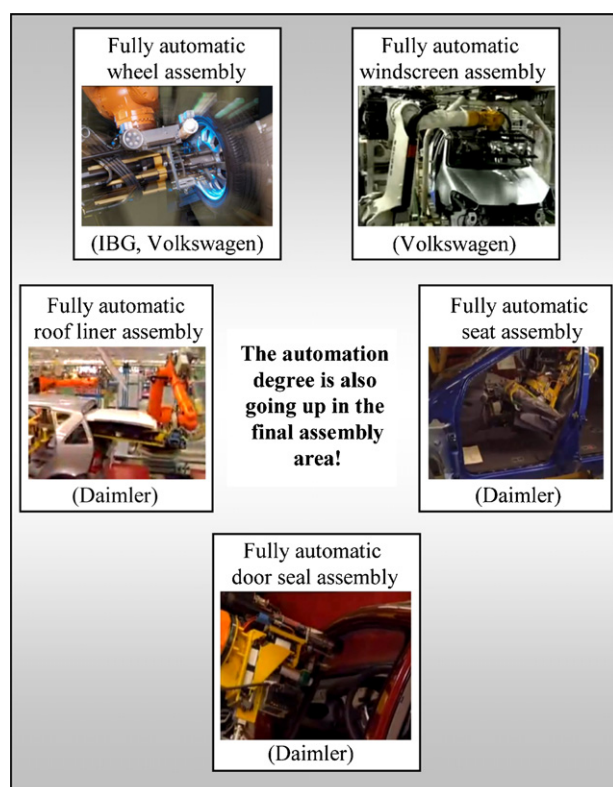 Fully automatic
wheel assembly
(IBG, Volkswagen)
Fully automatic
windscreen assembly
(Volkswagen)
Fully automatic
roof liner assembly
(Daimler)
The automation
degree is also
going up in the
final assembly
area!
Fully automatic
seat assembly
(Daimler)
Fully automatic
door seal assembly
(Daimler)